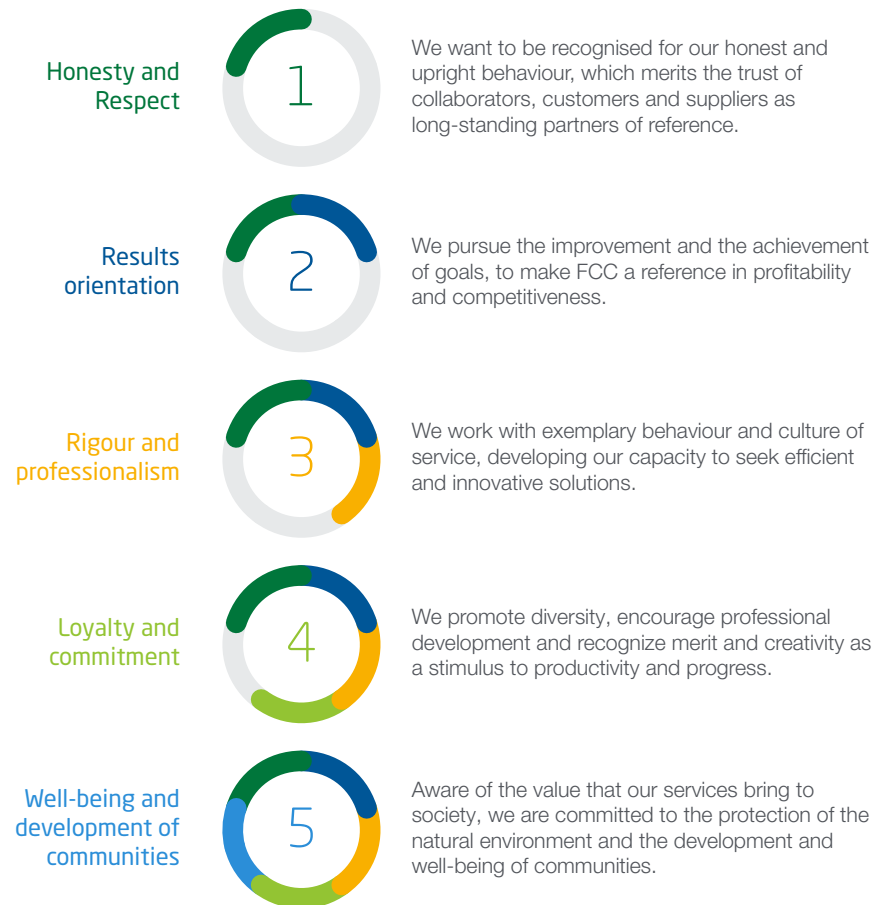 Honesty and
Respect
1
We want to be recognised for our honest and
upright behaviour, which merits the trust of
collaborators, customers and suppliers as
long-standing partners of reference.
Results
orientation
2
We pursue the improvement and the achievement
of goals, to make FCC a reference in profitability
and competitiveness.
Rigour and
professionalism
3
We work with exemplary behaviour and culture of
service, developing our capacity to seek efficient
and innovative solutions.
Loyalty and
commitment
4
We promote diversity, encourage professional
development and recognize merit and creativity as
a stimulus to productivity and progress.
Well-being and
development of
communities
5
Aware of the value that our services bring to
society, we are committed to the protection of the
natural environment and the development and
well-being of communities.